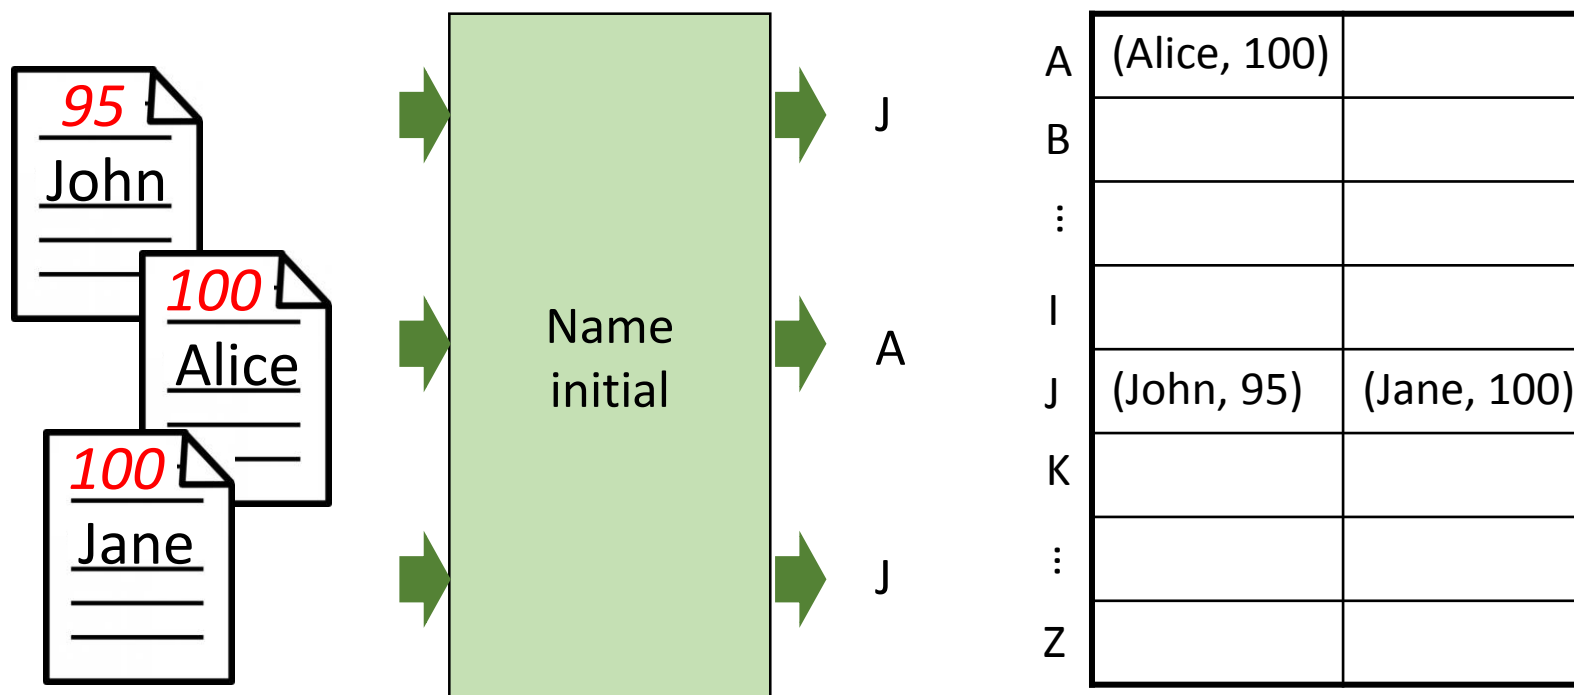 95
John
100
Alice
100
Jane
Name
initial
J
A
J
A (Alice, 100)
B
...
I
J (John, 95) (Jane, 100)
K
...
Z